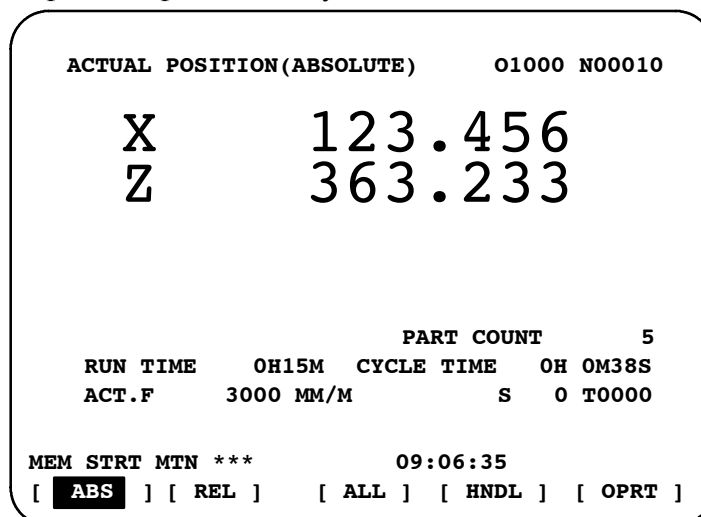 ACTUAL POSITION(ABSOLUTE) O1000 N00010
X 123.456
Z 363.233
PART COUNT 5
RUN TIME 0H15M CYCLE TIME 0H 0M38S
ACT.F 3000 MM/M S 0 T0000
MEM STRT MTN *** 09:06:35
[ ABS ] [ REL ] [ ALL ] [ HNDL ] [ OPRT ]